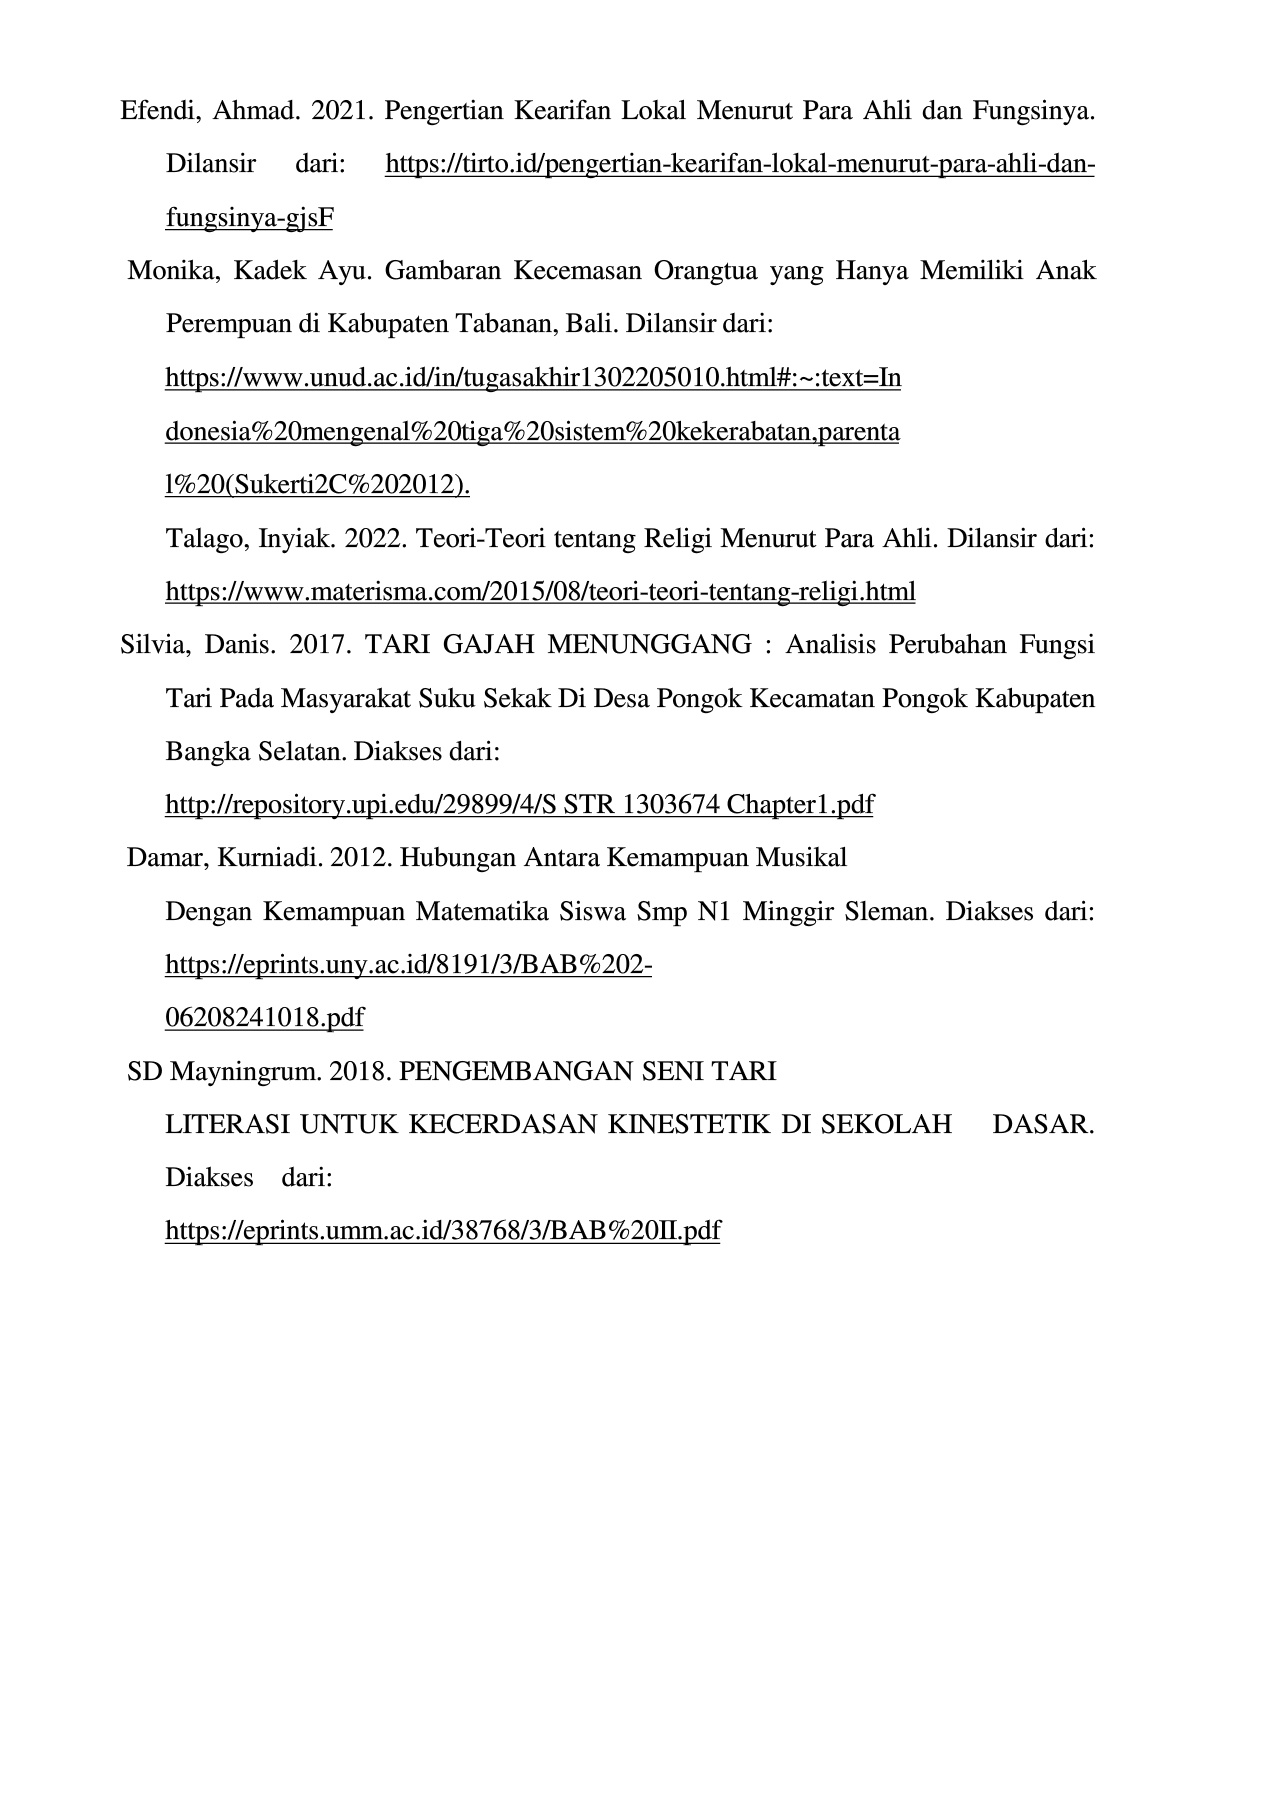 Efendi, Ahmad. 2021. Pengertian Kearifan Lokal Menurut Para Ahli dan Fungsinya.
Dilansir dari: https://tirto.id/pengertian-kearifan-lokal-menurut-para-ahli-dan-
fungsinya-gjsF
Monika, Kadek Ayu. Gambaran Kecemasan Orangtua yang Hanya Memiliki Anak
Perempuan di Kabupaten Tabanan, Bali. Dilansir dari:
https://www.unud.ac.id/in/tugasakhir1302205010.html#:~:text=In
donesia%20mengenal%20tiga%20sistem%20kekerabatan,parenta
l%20(Sukerti2C%202012).
Talago, Inyiak. 2022. Teori-Teori tentang Religi Menurut Para Ahli. Dilansir dari:
https://www.materisma.com/2015/08/teori-teori-tentang-religi.html
Silvia, Danis. 2017. TARI GAJAH MENUNGGANG : Analisis Perubahan Fungsi
Tari Pada Masyarakat Suku Sekak Di Desa Pongok Kecamatan Pongok Kabupaten
Bangka Selatan. Diakses dari:
http://repository.upi.edu/29899/4/S STR 1303674 Chapter1.pdf
Damar, Kurniadi. 2012. Hubungan Antara Kemampuan Musikal
Dengan Kemampuan Matematika Siswa Smp N1 Minggir Sleman. Diakses dari:
https://eprints.uny.ac.id/8191/3/BAB%202-
06208241018.pdf
SD Mayningrum. 2018. PENGEMBANGAN SENI TARI
LITERASI UNTUK KECERDASAN KINESTETIK DI SEKOLAH DASAR.
Diakses dari:
https://eprints.umm.ac.id/38768/3/BAB%20II.pdf